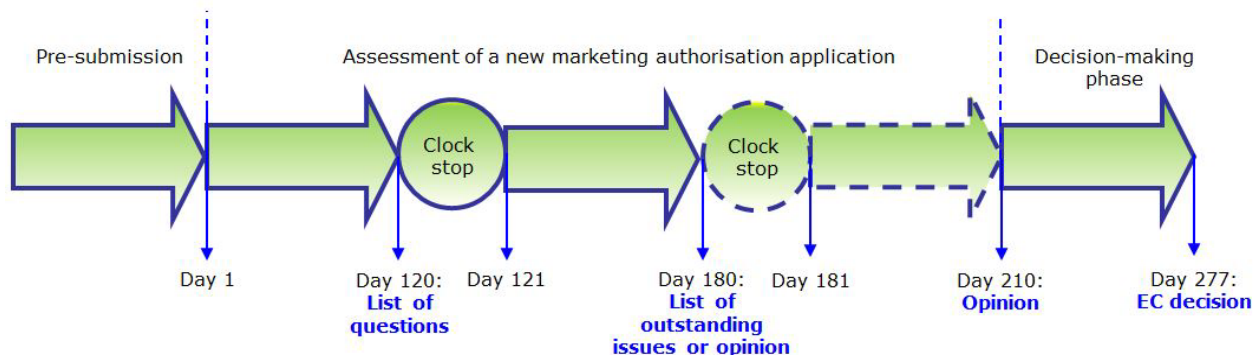 Pre-submission
Assessment of a new marketing authorisation application
Decision-making
phase
Clock
stop
Clock
stop
Day 1
Day 120:
List of
questions
Day 121
Day 180:
List of
outstanding
issues or opinion
Day 181
Day 210:
Opinion
Day 277:
EC decision